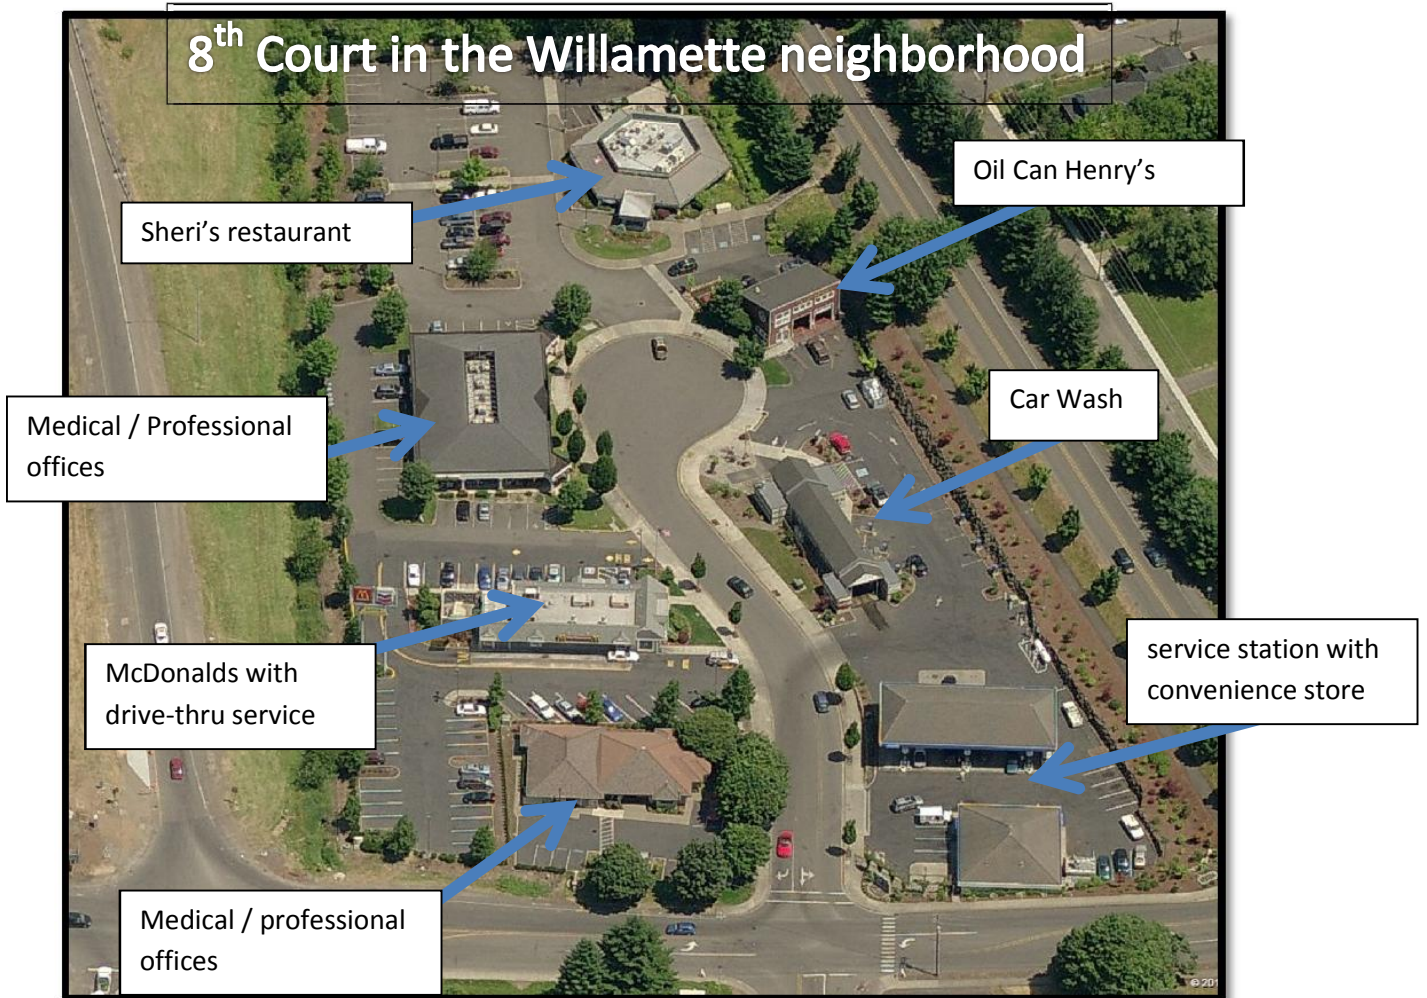 8th Court in the Willamette neighborhood
Oil Can Henry’s
Sheri’s restaurant
Car Wash
Medical / Professional
offices
service station with
convenience store
McDonalds with
drive-thru service
Medical / professional
offices
© 201